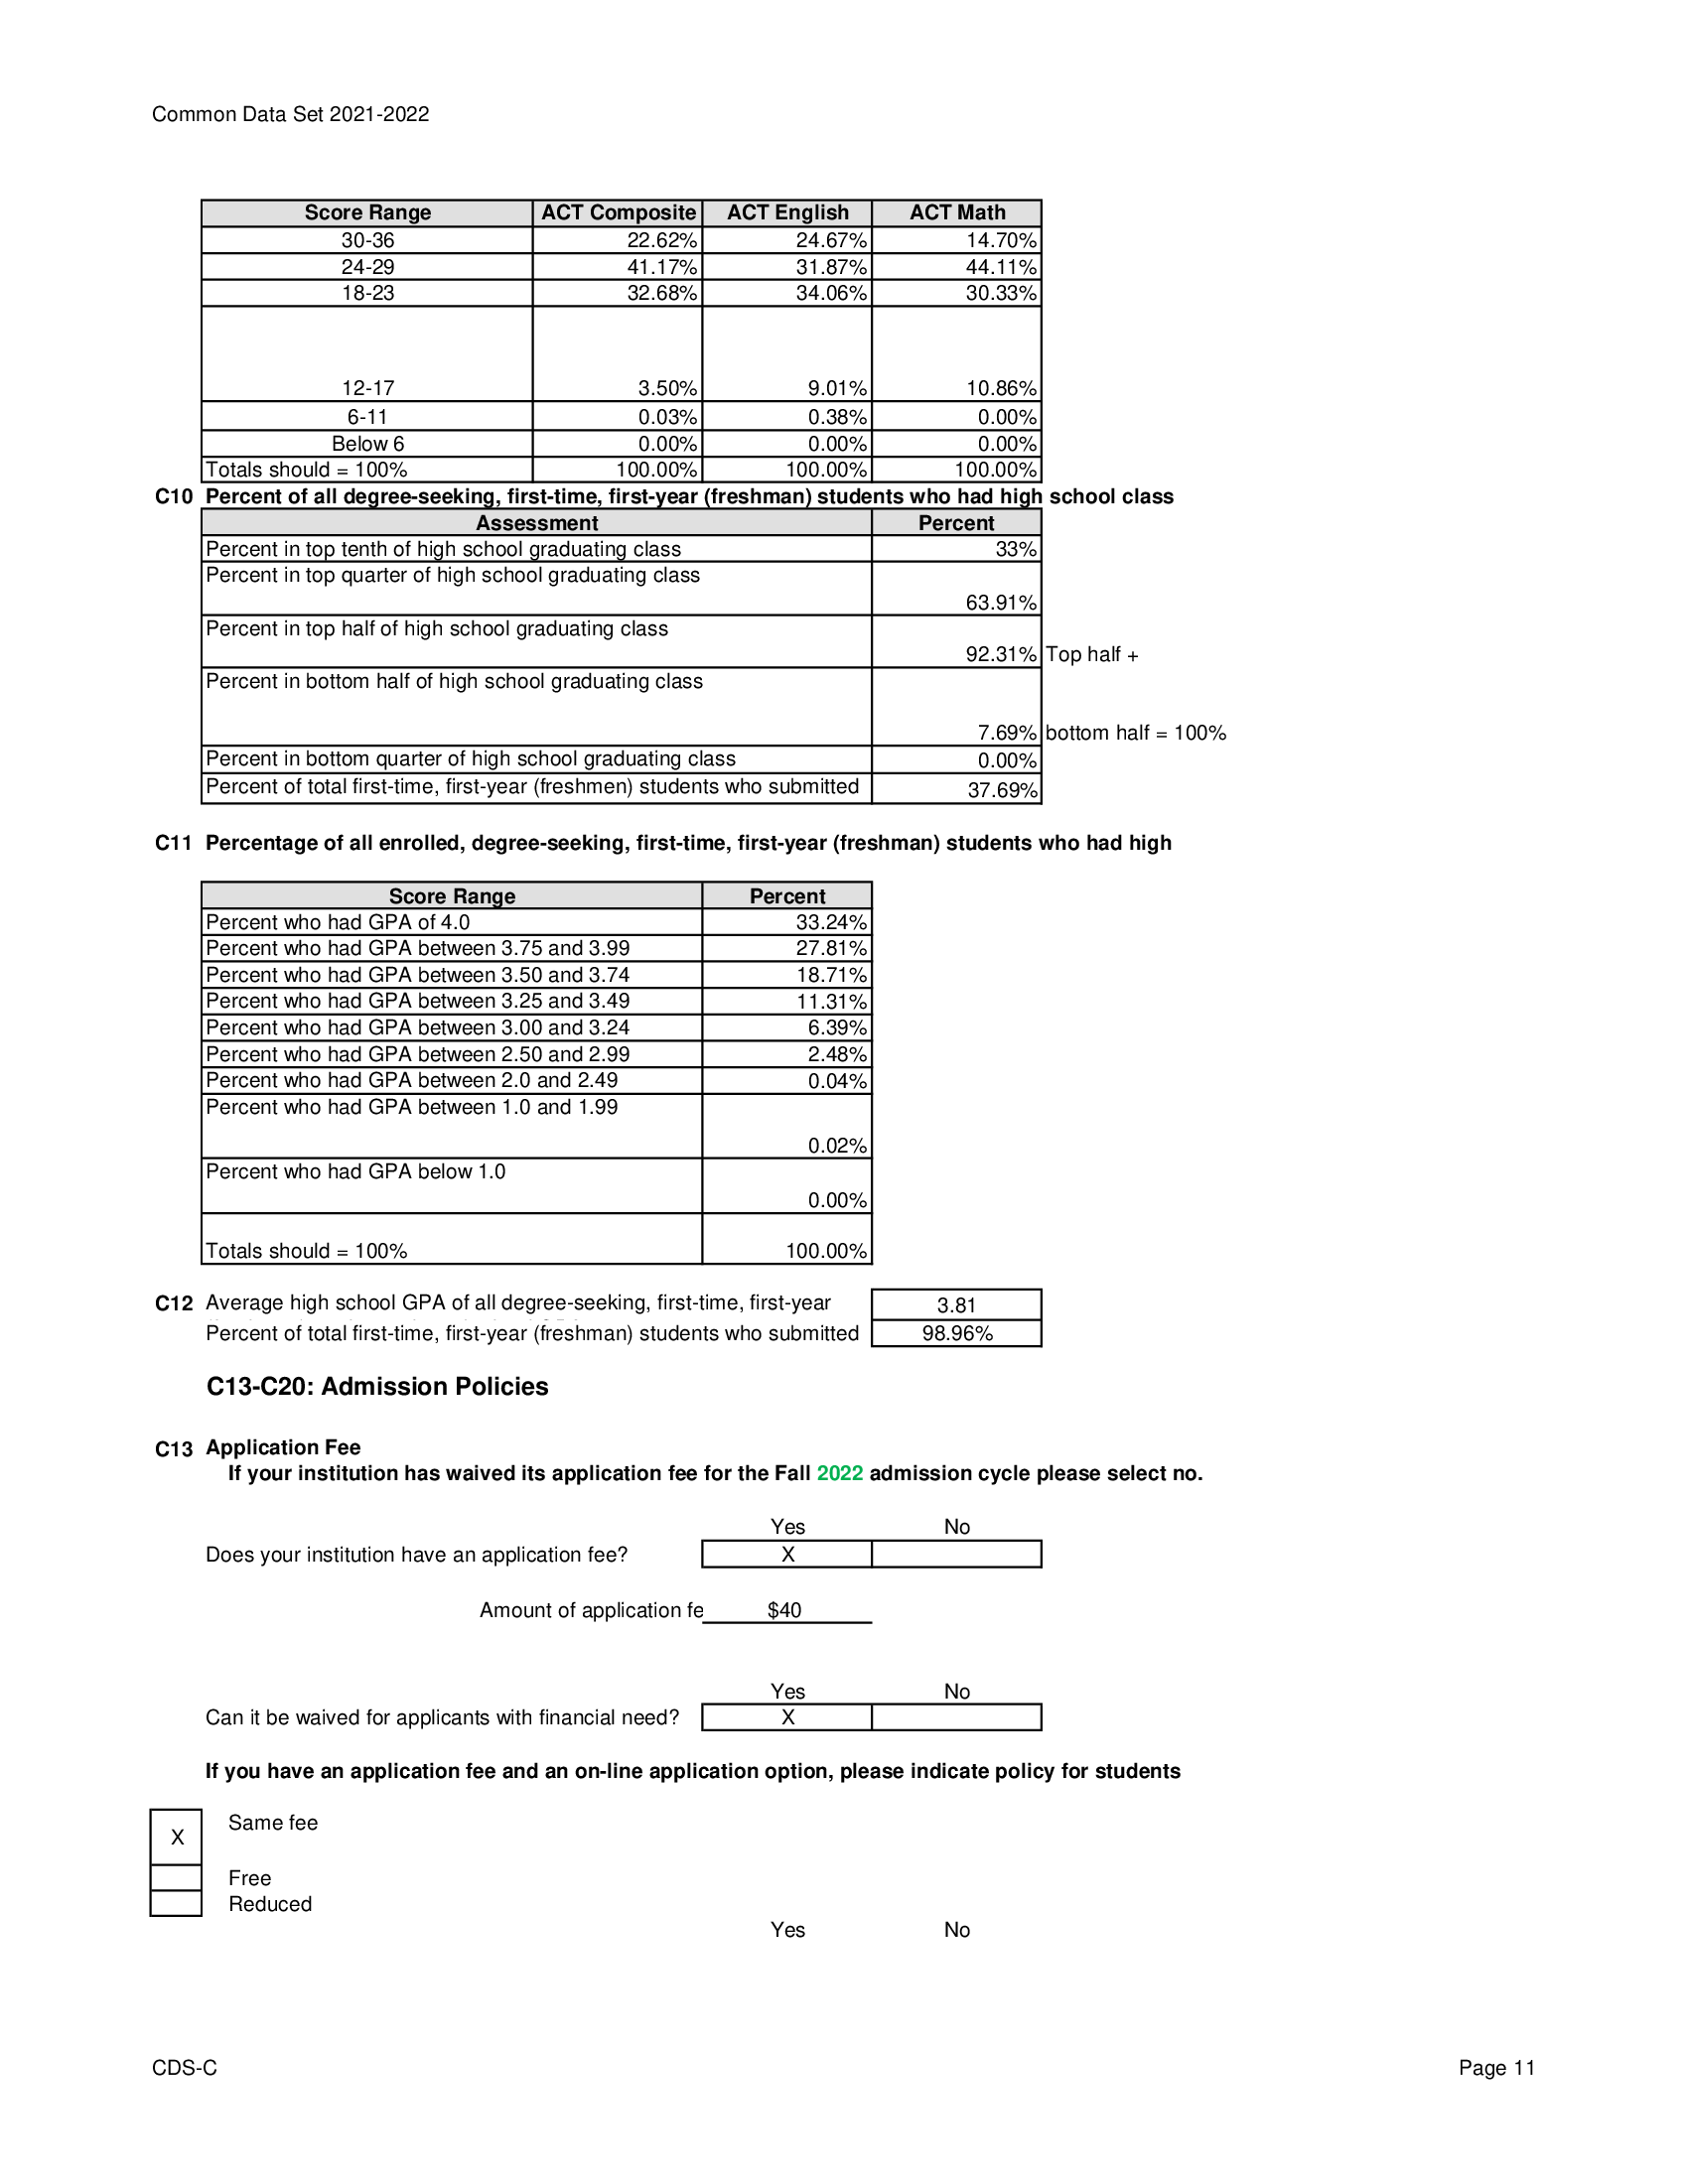 Common Data Set 2021-2022
Score Range ACT Composite ACT English ACT Math
30-36 22.62% 24.67% 14.70%
24-29 41.17% 31.87% 44.11%
18-23 32.68% 34.06% 30.33%
12-17 3.50% 9.01% 10.86%
6-11 0.03% 0.38% 0.00%
Below 6 0.00% 0.00% 0.00%
Totals should = 100% 100.00% 100.00% 100.00%
C10 Percent of all degree-seeking, first-time, first-year (freshman) students who had high school class
Assessment Percent
Percent in top tenth of high school graduating class 33%
Percent in top quarter of high school graduating class
63.91%
Percent in top half of high school graduating class
92.31% Top half +
Percent in bottom half of high school graduating class
7.69% bottom half = 100%
Percent in bottom quarter of high school graduating class 0.00%
Percent of total first-time, first-year (freshmen) students who submitted 37.69%
C11 Percentage of all enrolled, degree-seeking, first-time, first-year (freshman) students who had high
Score Range Percent
Percent who had GPA of 4.0 33.24%
Percent who had GPA between 3.75 and 3.99 27.81%
Percent who had GPA between 3.50 and 3.74 18.71%
Percent who had GPA between 3.25 and 3.49 11.31%
Percent who had GPA between 3.00 and 3.24 6.39%
Percent who had GPA between 2.50 and 2.99 2.48%
Percent who had GPA between 2.0 and 2.49 0.04%
Percent who had GPA between 1.0 and 1.99
0.02%
Percent who had GPA below 1.0
0.00%
Totals should = 100% 100.00%
C12 Average high school GPA of all degree-seeking, first-time, first-year 3.81
Percent of total first-time, first-year (freshman) students who submitted 98.96%
C13-C20: Admission Policies
C13 Application Fee
If your institution has waived its application fee for the Fall 2022 admission cycle please select no.
Yes No
Does your institution have an application fee? X
Amount of application fe $40
Yes No
Can it be waived for applicants with financial need? X
If you have an application fee and an on-line application option, please indicate policy for students
X Same fee
Free
Reduced
Yes No
CDS-C Page 11